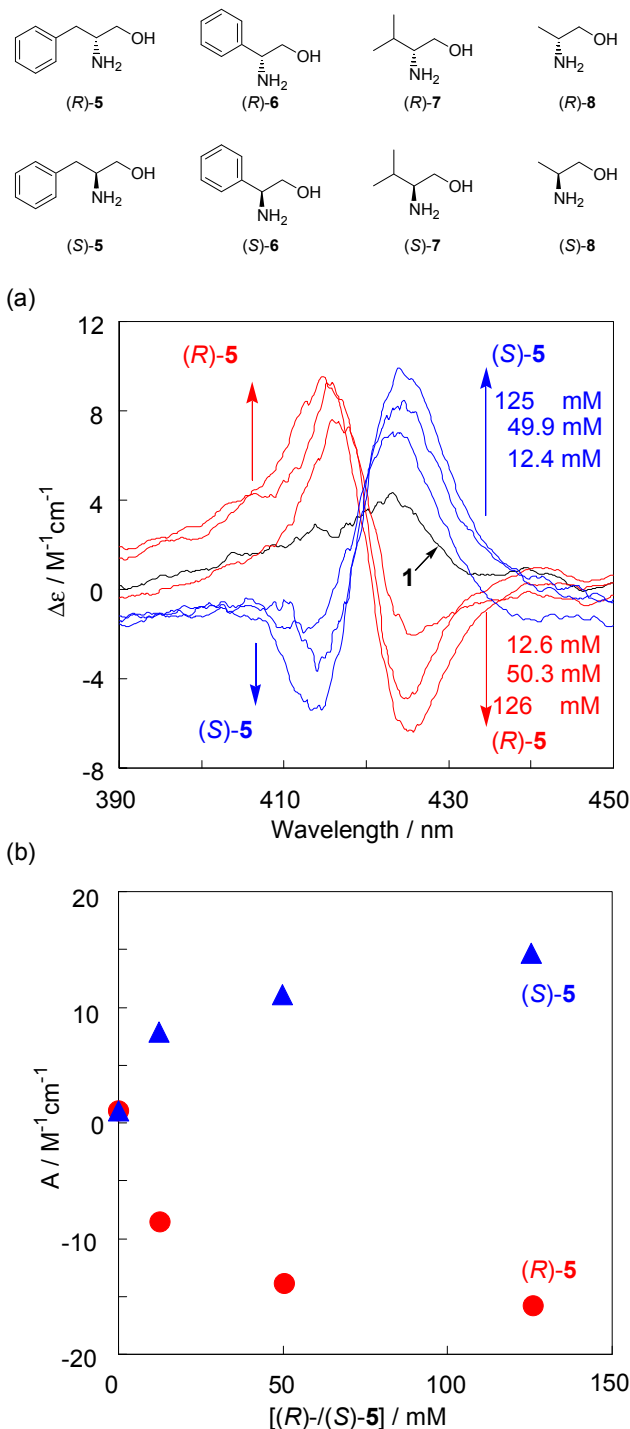 OH OH OH OH
NH2 NH2 NH2 NH2
(R)-5 (R)-6 (R)-7 (R)-8
OH OH OH OH
NH2 NH2 NH2 NH2
(S)-5 (S)-6 (S)-7 (S)-8
(a)
12
8
4
0
-4
-8
Δε / M-1cm-1
(R)-5
(S)-5
125 mM
49.9 mM
12.4 mM
1
12.6 mM
50.3 mM
126 mM
(S)-5
(R)-5
390 410 430 450
Wavelength / nm
(b)
20
10
0
-10
-20
A / M-1cm-1
(S)-5
(R)-5
0 50 100 150
[(R)-/(S)-5] / mM